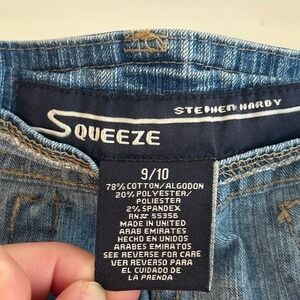 STEPHEN HARDY
SQUEEZE
9/10
78% COTTON/ALGODON
20% POLYESTER/
POLIESTER
2% SPANDEX
RN# 55356
MADE IN UNITED
ARAB EMIRATES
HECHO EN UNIDOS
ARABES EMIRATES
SEE REVERSE FOR CARE
VER REVERSO PARA
EL CUIDADO DE
LA PRENDA